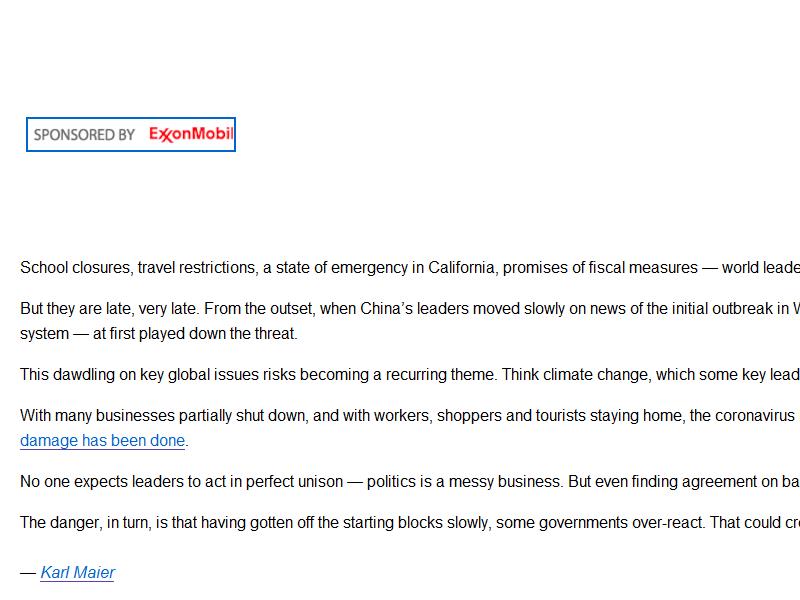 SPONSORED BY ExxonMobil
School closures, travel restrictions, a state of emergency in California, promises of fiscal measures — world leade
But they are late, very late. From the outset, when China's leaders moved slowly on news of the initial outbreak in W
system — at first played down the threat.
This dawdling on key global issues risks becoming a recurring theme. Think climate change, which some key lead
With many businesses partially shut down, and with workers, shoppers and tourists staying home, the coronavirus
damage has been done.
No one expects leaders to act in perfect unison — politics is a messy business. But even finding agreement on ba
The danger, in turn, is that having gotten off the starting blocks slowly, some governments over-react. That could cr
— Karl Maier